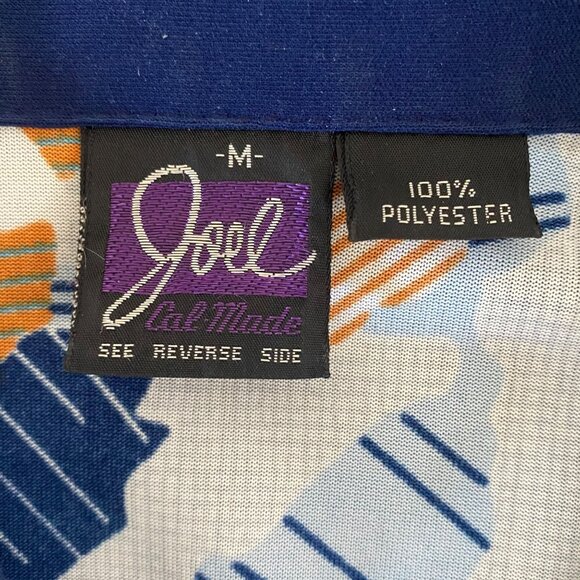 -M-
Joel
Cal Made
SEE REVERSE SIDE
100%
POLYESTER